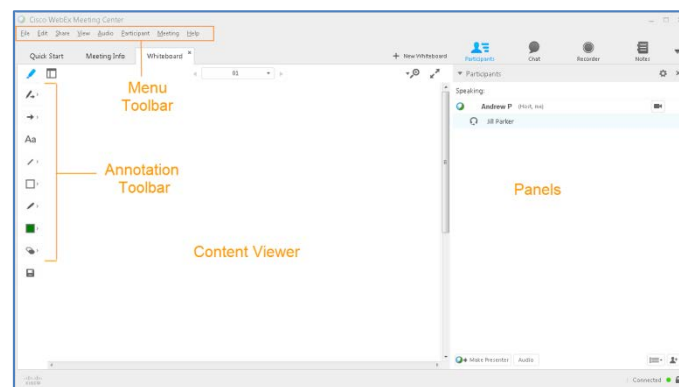 Cisco WebEx Meeting Center
File Edit Share View Audio Participant Meeting Help
Quick Start Meeting Info Whiteboard + New Whiteboard
Participants Chat Recorder Notes
01
Participants
Speaking:
Andrew P (Host, me)
Jill Parker
Menu
Toolbar
Aa
Annotation
Toolbar
Panels
Content Viewer
Make Presenter Audio
Connected